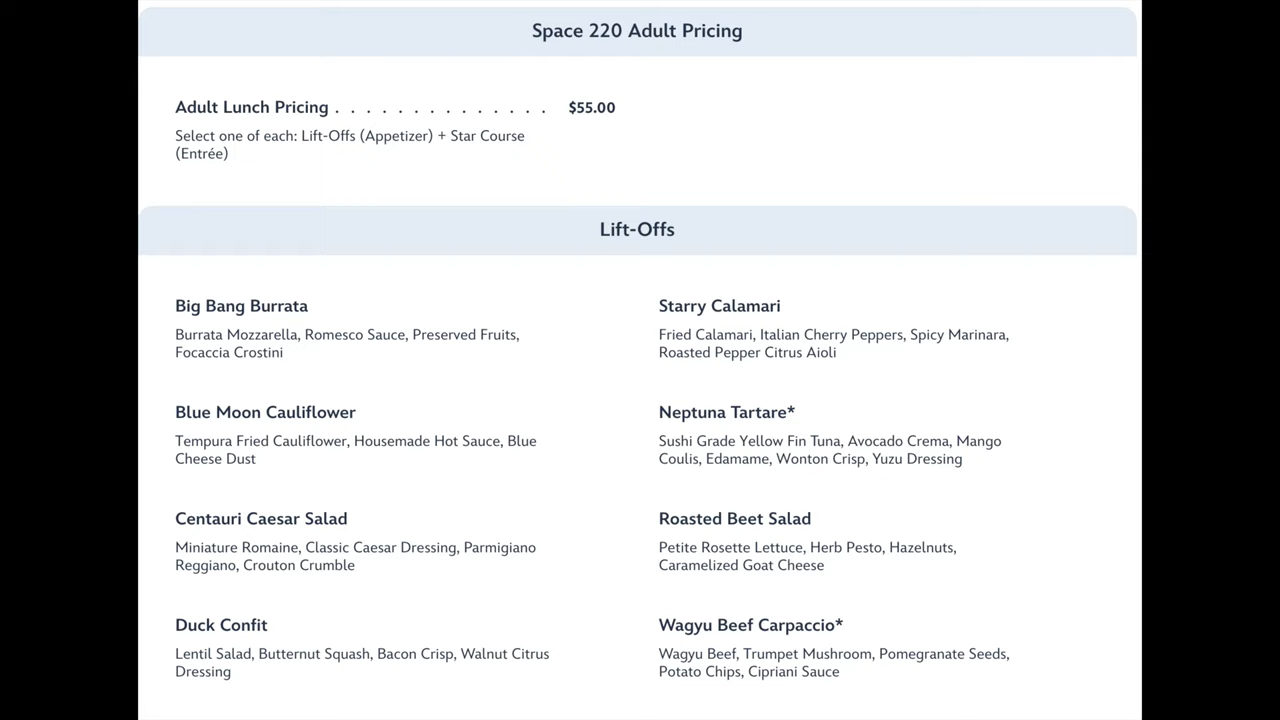 Space 220 Adult Pricing
Adult Lunch Pricing . . . . . . . . . . . . . . $55.00
Select one of each: Lift-Offs (Appetizer) + Star Course
(Entrée)
Lift-Offs
Big Bang Burrata
Burrata Mozzarella, Romesco Sauce, Preserved Fruits,
Focaccia Crostini
Starry Calamari
Fried Calamari, Italian Cherry Peppers, Spicy Marinara,
Roasted Pepper Citrus Aioli
Blue Moon Cauliflower
Tempura Fried Cauliflower, Housemade Hot Sauce, Blue
Cheese Dust
Neptuna Tartare*
Sushi Grade Yellow Fin Tuna, Avocado Crema, Mango
Coulis, Edamame, Wonton Crisp, Yuzu Dressing
Centauri Caesar Salad
Miniature Romaine, Classic Caesar Dressing, Parmigiano
Reggiano, Crouton Crumble
Roasted Beet Salad
Petite Rosette Lettuce, Herb Pesto, Hazelnuts,
Caramelized Goat Cheese
Duck Confit
Lentil Salad, Butternut Squash, Bacon Crisp, Walnut Citrus
Dressing
Wagyu Beef Carpaccio*
Wagyu Beef, Trumpet Mushroom, Pomegranate Seeds,
Potato Chips, Cipriani Sauce